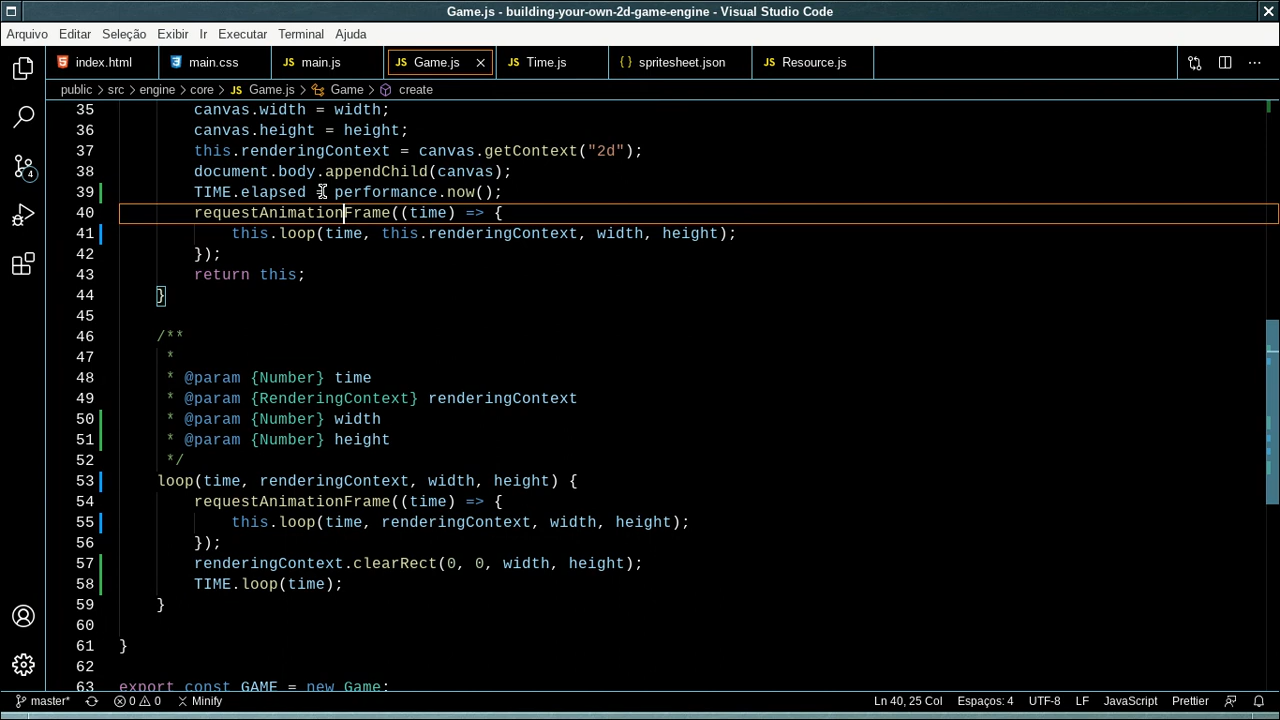 Game.js - building-your-own-2d-game-engine - Visual Studio Code
Arquivo Editar Seleção Exibir Ir Executar Terminal Ajuda
index.html main.css JS main.js JS Game.js JS Time.js { } spritesheet.json JS Resource.js
public > src > engine > core > JS Game.js > Game > create
35 canvas.width = width;
36 canvas.height = height;
37 this.renderingContext = canvas.getContext("2d");
38 document.body.appendChild(canvas);
39 TIME.elapsed = performance.now();
40 requestAnimationFrame((time) => {
41 this.loop(time, this.renderingContext, width, height);
42 });
43 return this;
44 }
45
46 /**
47 *
48 * @param {Number} time
49 * @param {RenderingContext} renderingContext
50 * @param {Number} width
51 * @param {Number} height
52 */
53 loop(time, renderingContext, width, height) {
54 requestAnimationFrame((time) => {
55 this.loop(time, renderingContext, width, height);
56 });
57 renderingContext.clearRect(0, 0, width, height);
58 TIME.loop(time);
59 }
60
61 }
62
63 export const GAME = new Game;
4
master* 0 0 Minify Ln 40, 25 Col Espaços: 4 UTF-8 LF JavaScript Prettier